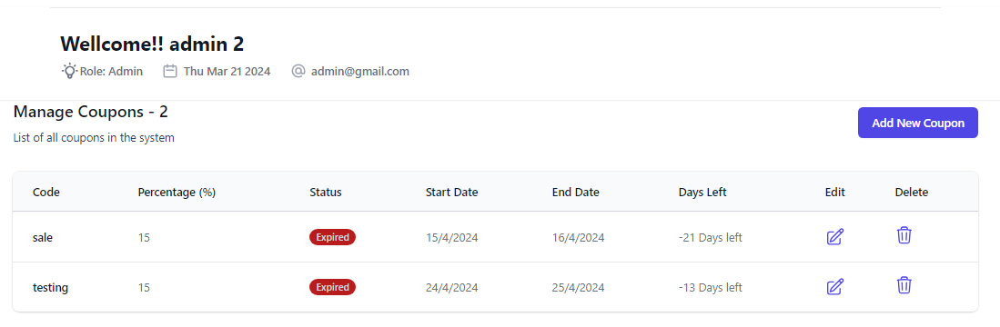 Wellcome!! admin 2
Role: Admin Thu Mar 21 2024 admin@gmail.com
Manage Coupons - 2
Add New Coupon
List of all coupons in the system
Code Percentage (%) Status Start Date End Date Days Left Edit Delete
sale 15 Expired 15/4/2024 16/4/2024 -21 Days left
testing 15 Expired 24/4/2024 25/4/2024 -13 Days left